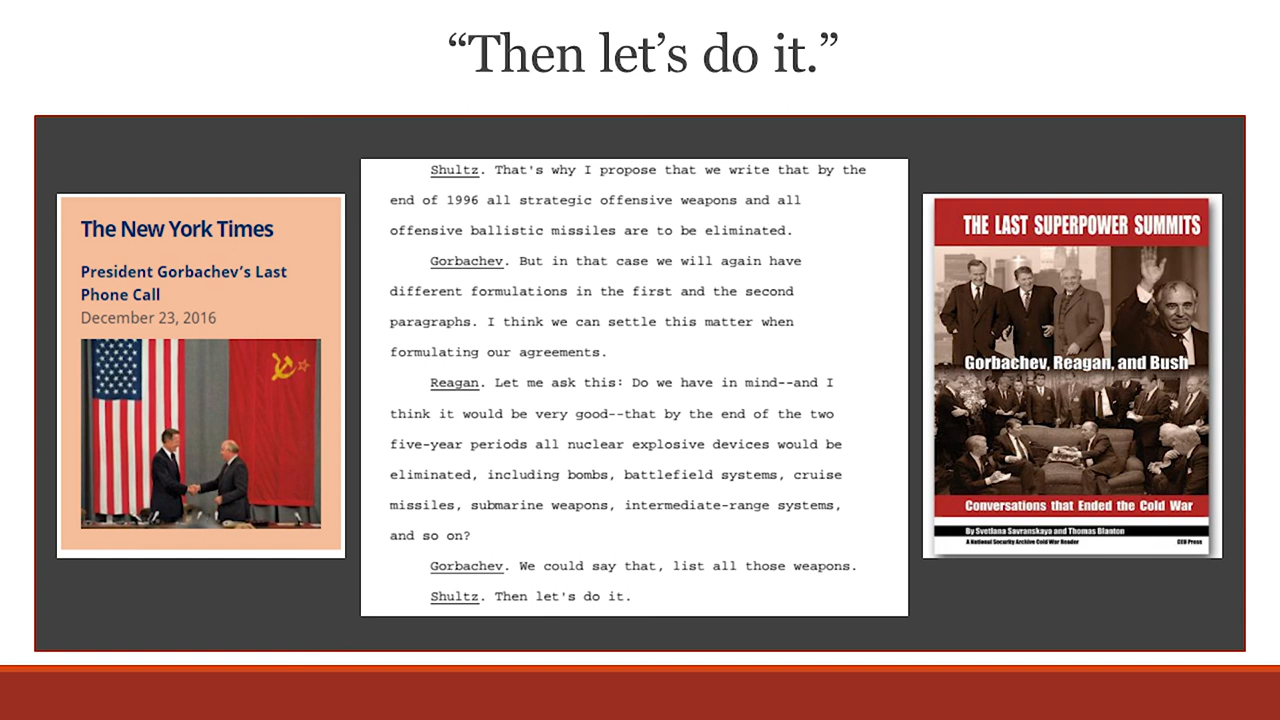 “Then let’s do it.”
The New York Times
President Gorbachev’s Last
Phone Call
December 23, 2016
Shultz. That's why I propose that we write that by the
end of 1996 all strategic offensive weapons and all
offensive ballistic missiles are to be eliminated.
Gorbachev. But in that case we will again have
different formulations in the first and the second
paragraphs. I think we can settle this matter when
formulating our agreements.
Reagan. Let me ask this: Do we have in mind--and I
think it would be very good--that by the end of the two
five-year periods all nuclear explosive devices would be
eliminated, including bombs, battlefield systems, cruise
missiles, submarine weapons, intermediate-range systems,
and so on?
Gorbachev. We could say that, list all those weapons.
Shultz. Then let's do it.
THE LAST SUPERPOWER SUMMITS
Gorbachev, Reagan, and Bush
Conversations that Ended the Cold War
By Svetlana Savranskaya and Thomas Blanton
A National Security Archive Cold War Reader
CEU Press